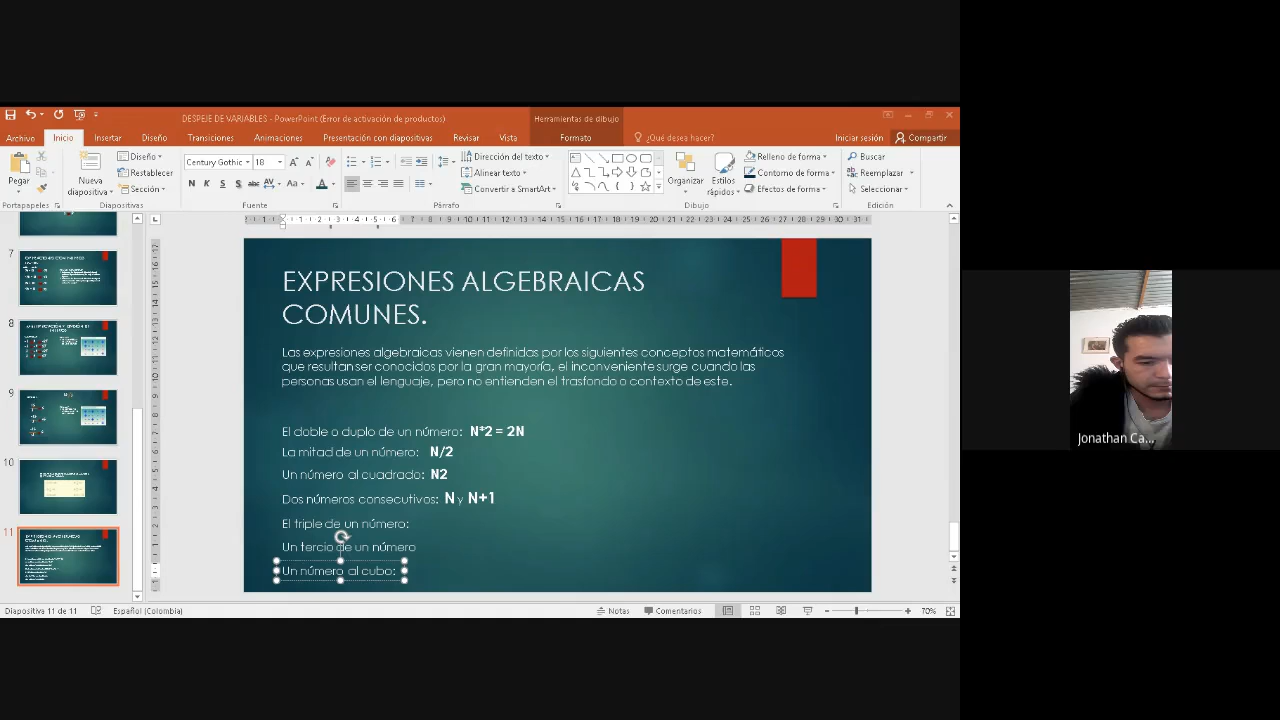 DESPEJE DE VARIABLES - PowerPoint (Error de activación de productos)
Herramientas de dibujo
Archivo Inicio Insertar Diseño Transiciones Animaciones Presentación con diapositivas Revisar Vista Formato ¿Qué desea hacer? Iniciar sesión Compartir
Pegar
Nueva diapositiva
Diseño
Restablecer
Sección
Century Gothic 18
N K S S abc AV Aa A
Dirección del texto
Alinear texto
Convertir a SmartArt
Organizar
Estilos rápidos
Relleno de forma
Contorno de forma
Efectos de forma
Buscar
Reemplazar
Seleccionar
Portapapeles Diapositivas Fuente Párrafo Dibujo Edición
7
8
9
10
11
EXPRESIONES ALGEBRAICAS
COMUNES.
Las expresiones algebraicas vienen definidas por los siguientes conceptos matemáticos
que resultan ser conocidos por la gran mayoría, el inconveniente surge cuando las
personas usan el lenguaje, pero no entienden el trasfondo o contexto de este.
El doble o duplo de un número: N*2 = 2N
La mitad de un número: N/2
Un número al cuadrado: N2
Dos números consecutivos: N y N+1
El triple de un número:
Un tercio de un número
Un número al cubo:
Jonathan Ca...
Diapositiva 11 de 11 Español (Colombia) Notas Comentarios 70%